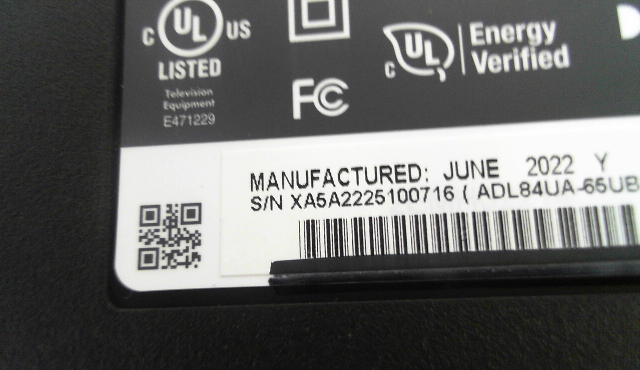 C UL US
LISTED
Television
Equipment
E471229
FC
C UL
Energy
Verified
MANUFACTURED: JUNE 2022 Y
S/N XA5A2225100716 ( ADL84UA-65UB